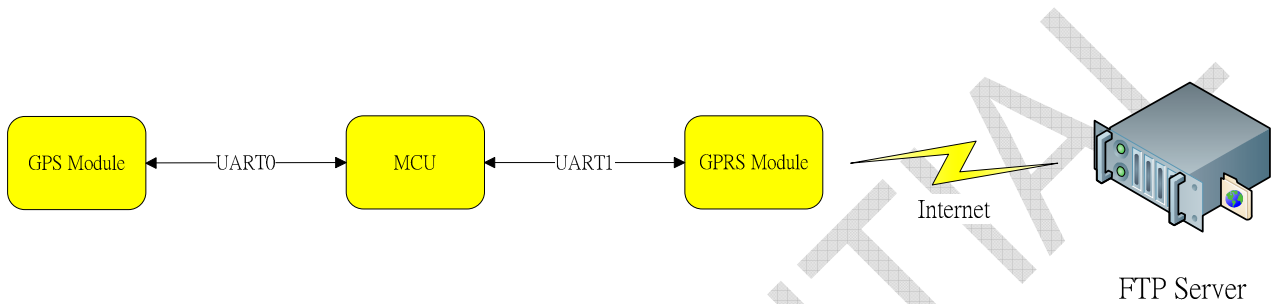 GPS Module
UART0
MCU
UART1
GPRS Module
Internet
FTP Server